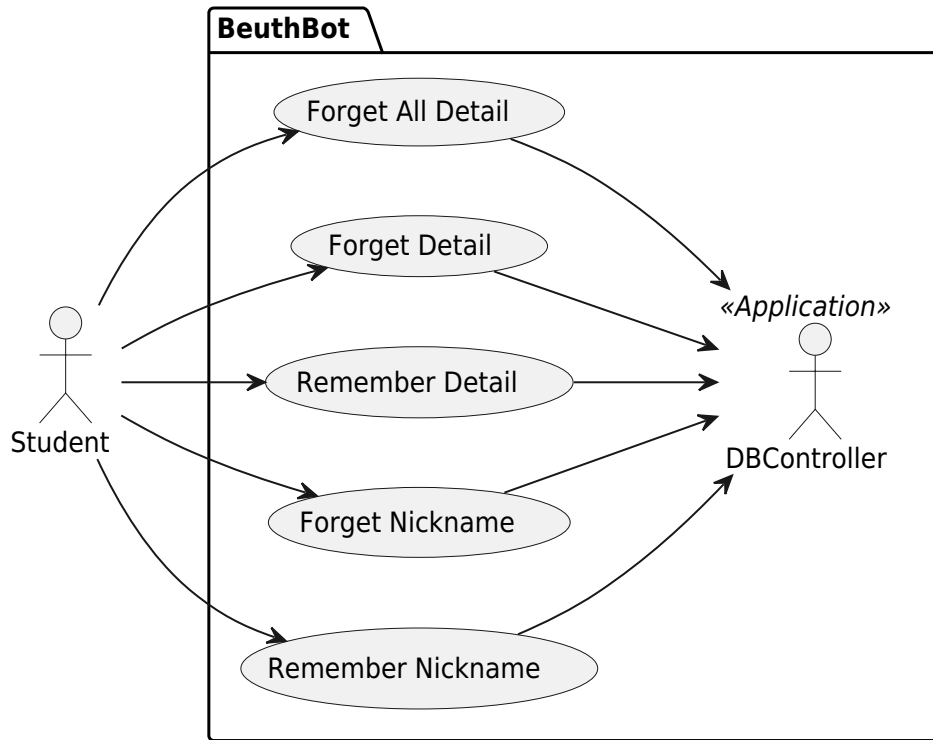 BeuthBot
Forget All Detail
Forget Detail
«Application»
Remember Detail
Student
DBController
Forget Nickname
Remember Nickname